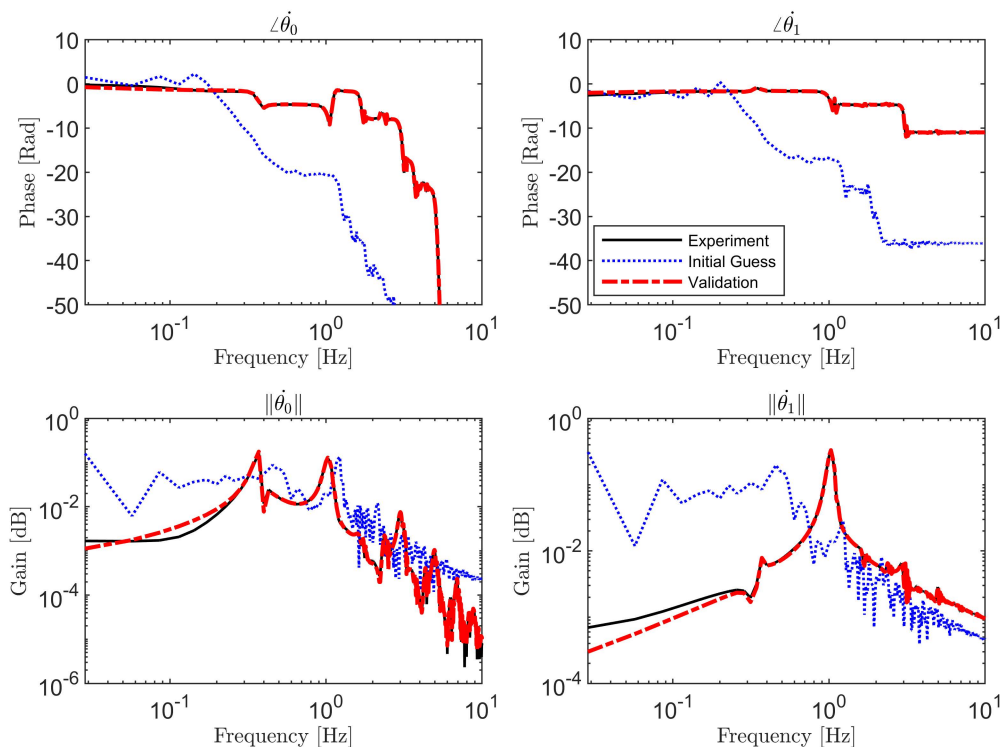 ∠θ̇₀
10
0
-10
-20
-30
-40
-50
Phase [Rad]
10⁻¹ 10⁰ 10¹
Frequency [Hz]
∠θ̇₁
10
0
-10
-20
-30
-40
-50
Phase [Rad]
Experiment
Initial Guess
Validation
10⁻¹ 10⁰ 10¹
Frequency [Hz]
‖θ̇₀‖
10⁰
10⁻²
10⁻⁴
10⁻⁶
Gain [dB]
10⁻¹ 10⁰ 10¹
Frequency [Hz]
‖θ̇₁‖
10⁰
10⁻²
10⁻⁴
Gain [dB]
10⁻¹ 10⁰ 10¹
Frequency [Hz]